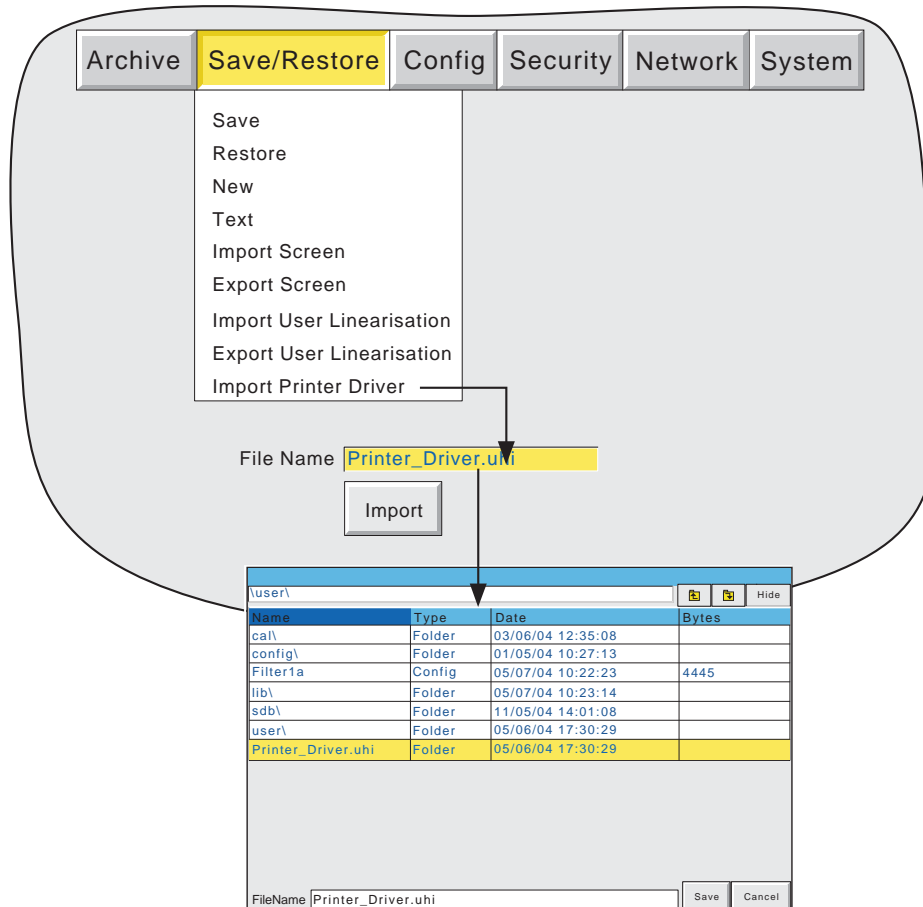 Archive Save/Restore Config Security Network System
Save
Restore
New
Text
Import Screen
Export Screen
Import User Linearisation
Export User Linearisation
Import Printer Driver
File Name Printer_Driver.uhi
Import
\user\ Hide
Name Type Date Bytes
cal\ Folder 03/06/04 12:35:08
config\ Folder 01/05/04 10:27:13
Filter1a Config 05/07/04 10:22:23 4445
lib\ Folder 05/07/04 10:23:14
sdb\ Folder 11/05/04 14:01:08
user\ Folder 05/06/04 17:30:29
Printer_Driver.uhi Folder 05/06/04 17:30:29
FileName Printer_Driver.uhi Save Cancel